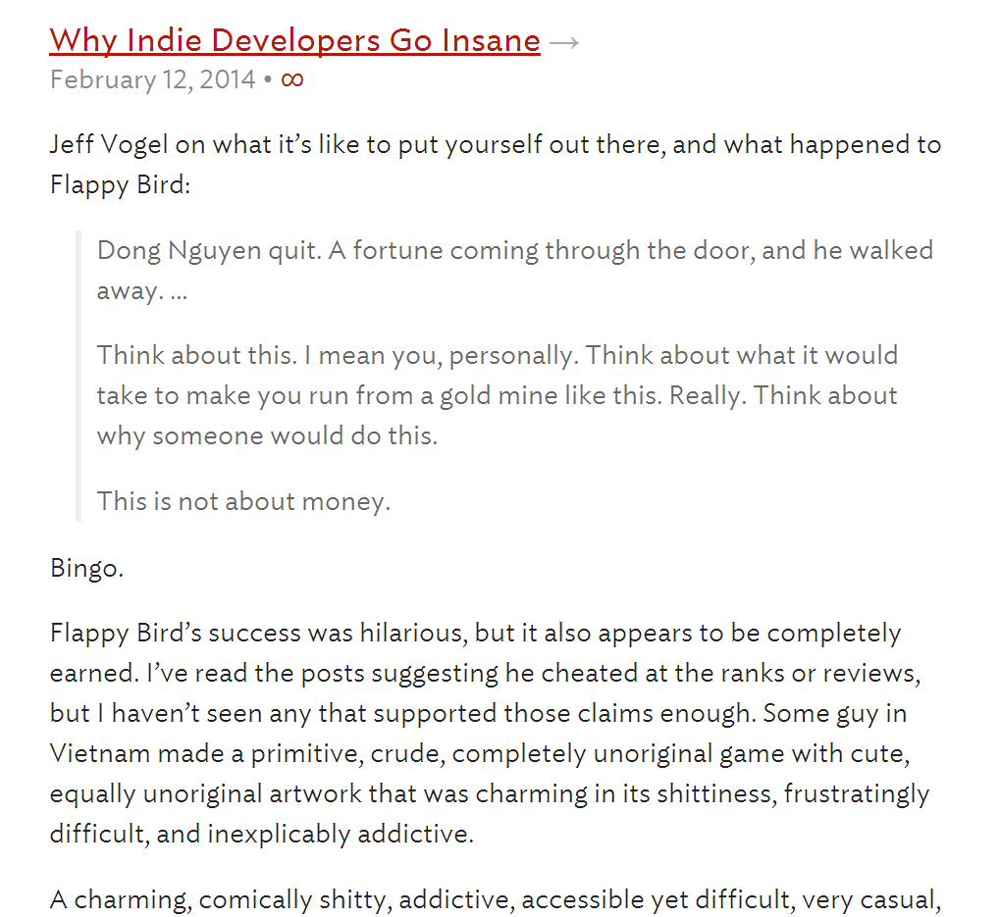 Why Indie Developers Go Insane →
February 12, 2014 • ∞
Jeff Vogel on what it’s like to put yourself out there, and what happened to
Flappy Bird:
Dong Nguyen quit. A fortune coming through the door, and he walked
away. …
Think about this. I mean you, personally. Think about what it would
take to make you run from a gold mine like this. Really. Think about
why someone would do this.
This is not about money.
Bingo.
Flappy Bird’s success was hilarious, but it also appears to be completely
earned. I’ve read the posts suggesting he cheated at the ranks or reviews,
but I haven’t seen any that supported those claims enough. Some guy in
Vietnam made a primitive, crude, completely unoriginal game with cute,
equally unoriginal artwork that was charming in its shittiness, frustratingly
difficult, and inexplicably addictive.
A charming, comically shitty, addictive, accessible yet difficult, very casual,